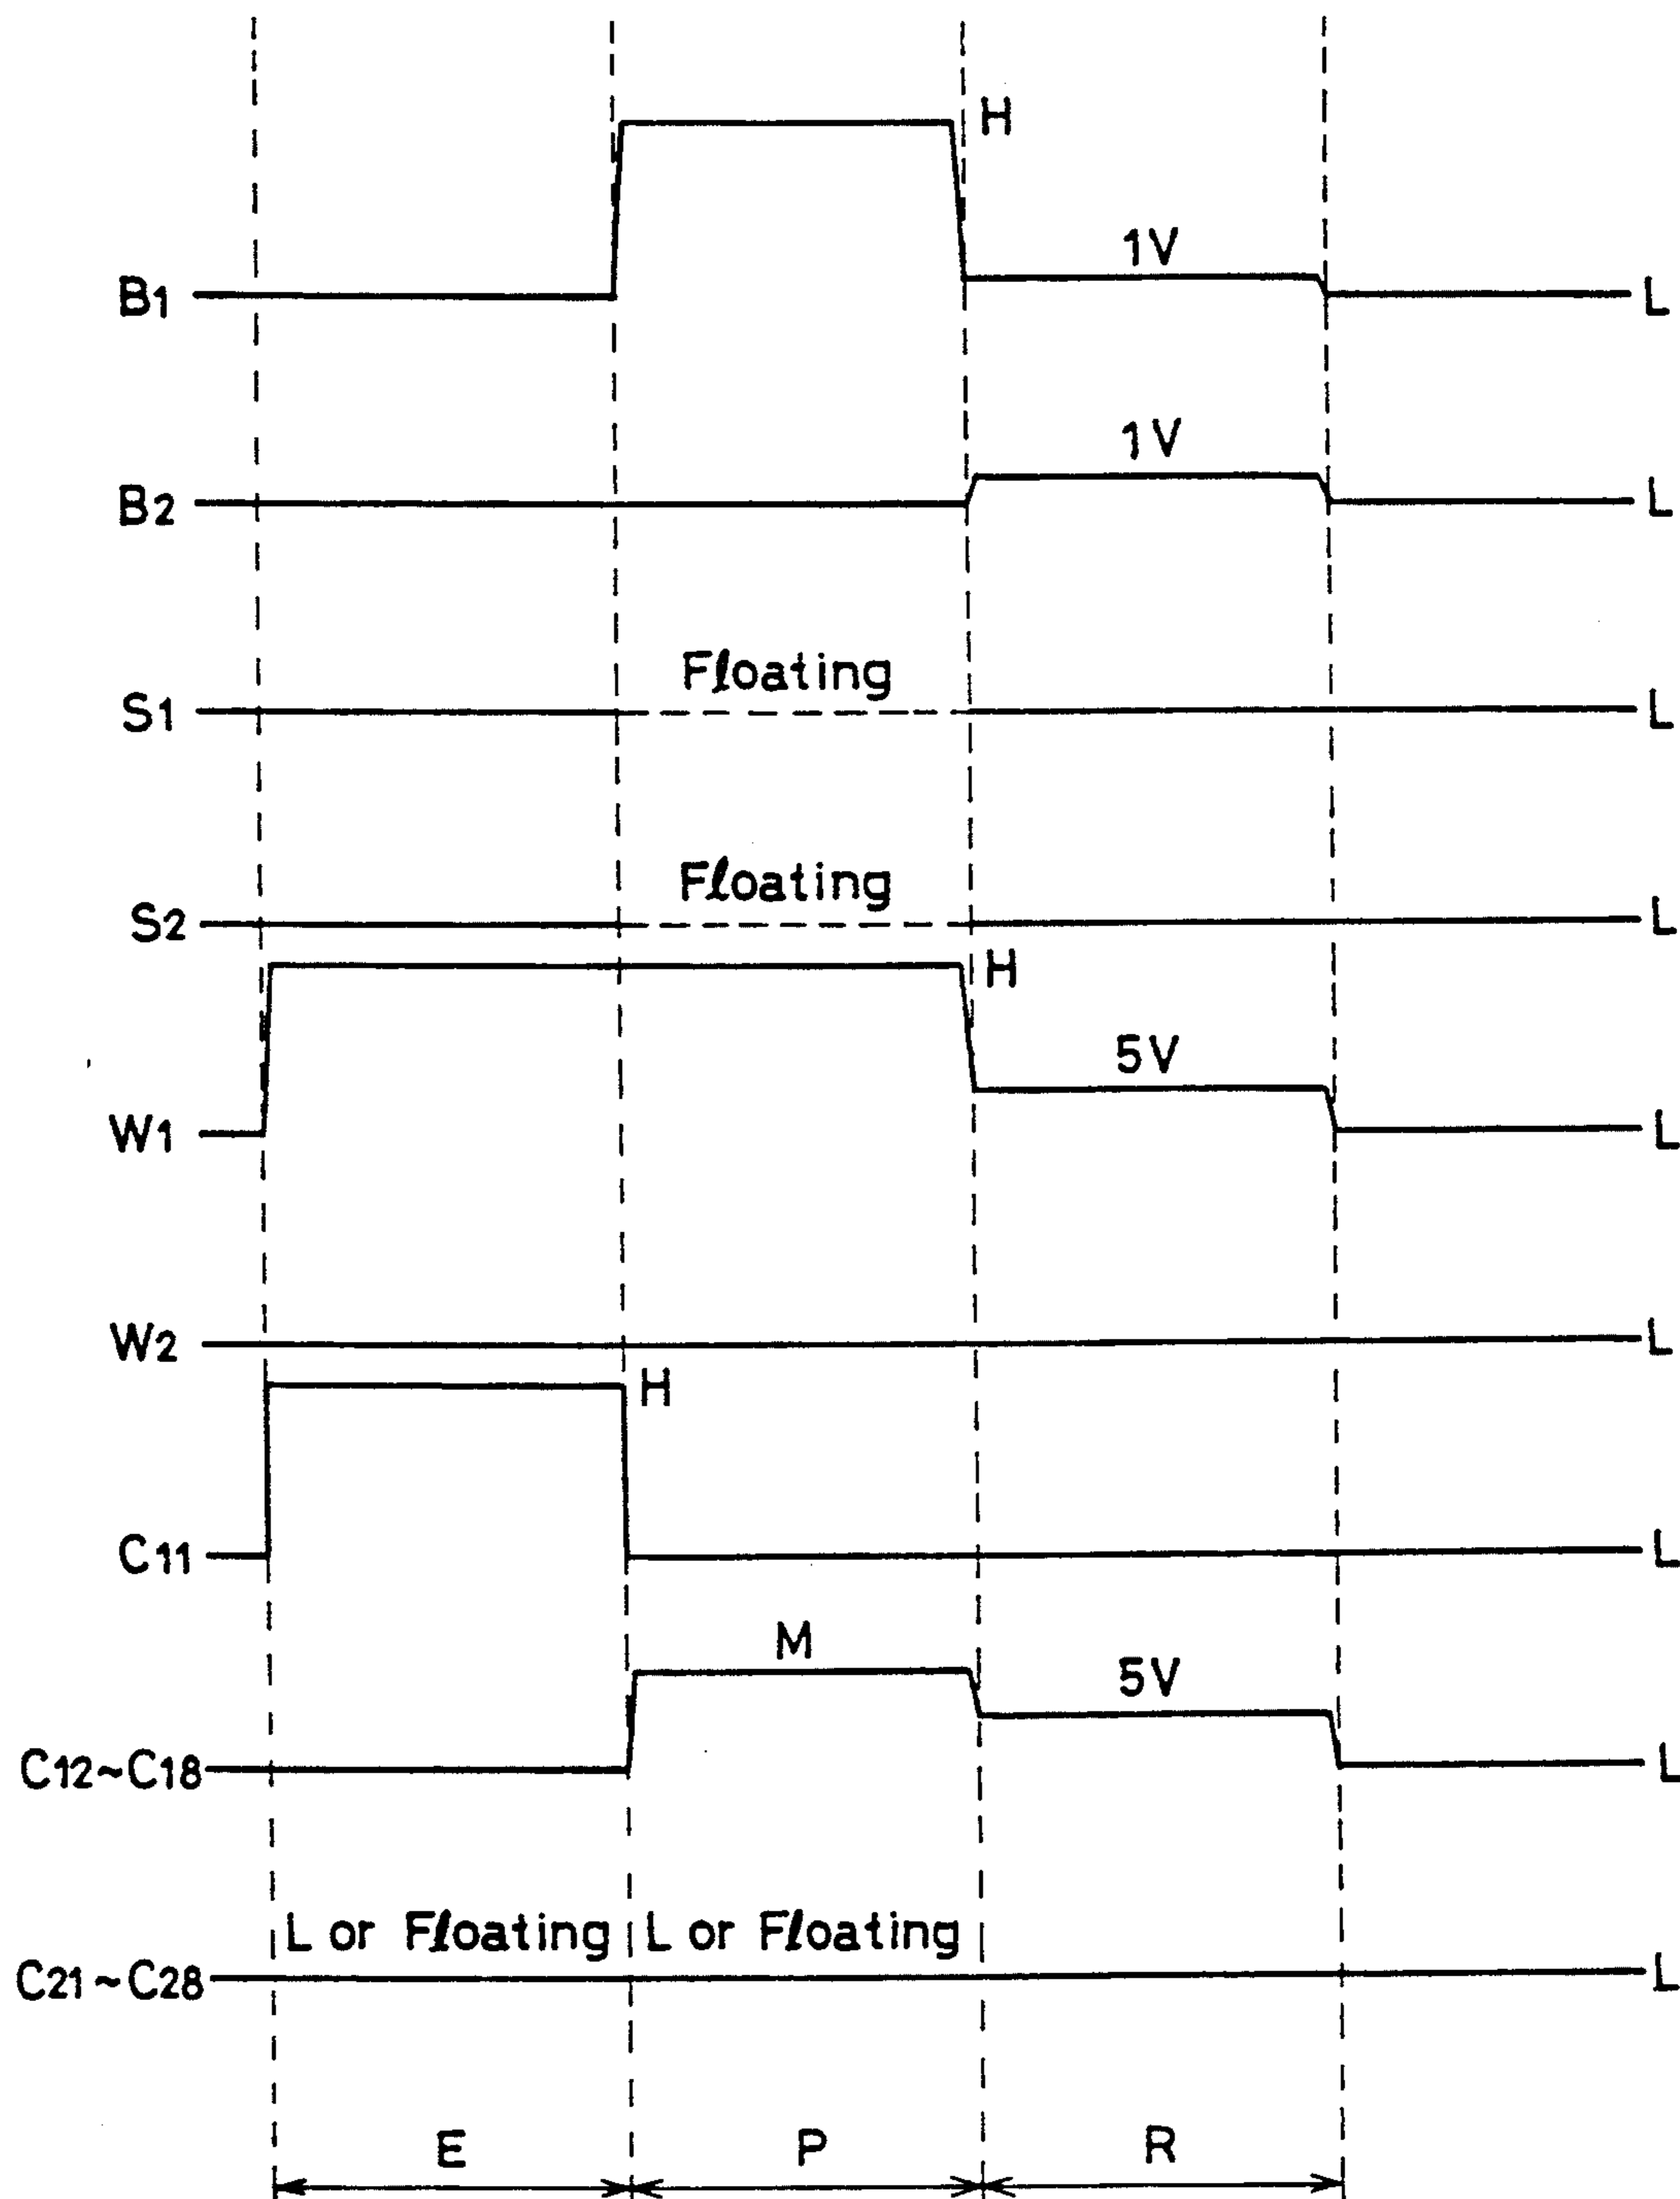 H
1V
B1 L
1V
B2 L
Floating
S1 L
Floating
S2 L
H
5V
W1 L
W2 L
H
C11 L
M
5V
C12~C18 L
L or Floating L or Floating
C21~C28 L
E P R